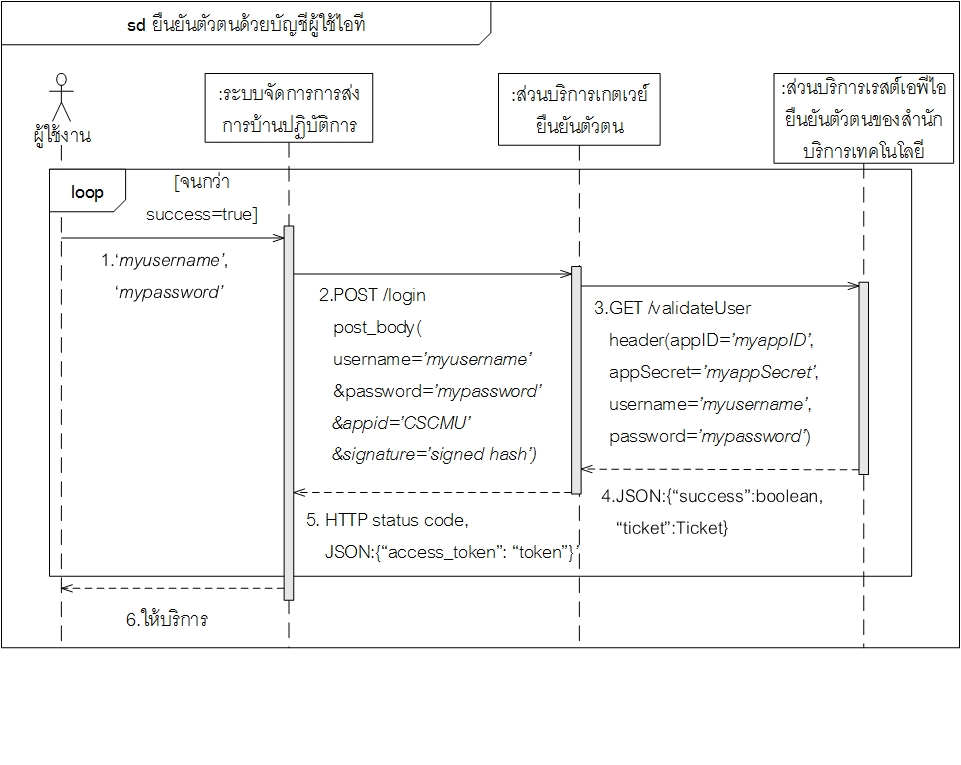 sd ยืนยันตัวตนด้วยบัญชีผู้ใช้ไอที
ผู้ใช้งาน
:ระบบจัดการการส่ง
การบ้านปฏิบัติการ
:ส่วนบริการเกตเวย์
ยืนยันตัวตน
:ส่วนบริการเรสต์เอพีไอ
ยืนยันตัวตนของสำนัก
บริการเทคโนโลยี
loop
[จนกว่า
success=true]
1.‘myusername’,
‘mypassword’
2.POST /login
post_body(
username=’myusername’
&password=’mypassword’
&appid=’CSCMU’
&signature=’signed hash’)
3.GET /validateUser
header(appID=’myappID’,
appSecret=’myappSecret’,
username=’myusername’,
password=’mypassword’)
4.JSON:{“success”:boolean,
“ticket”:Ticket}
5. HTTP status code,
JSON:{“access_token”: “token”}’
6.ให้บริการ